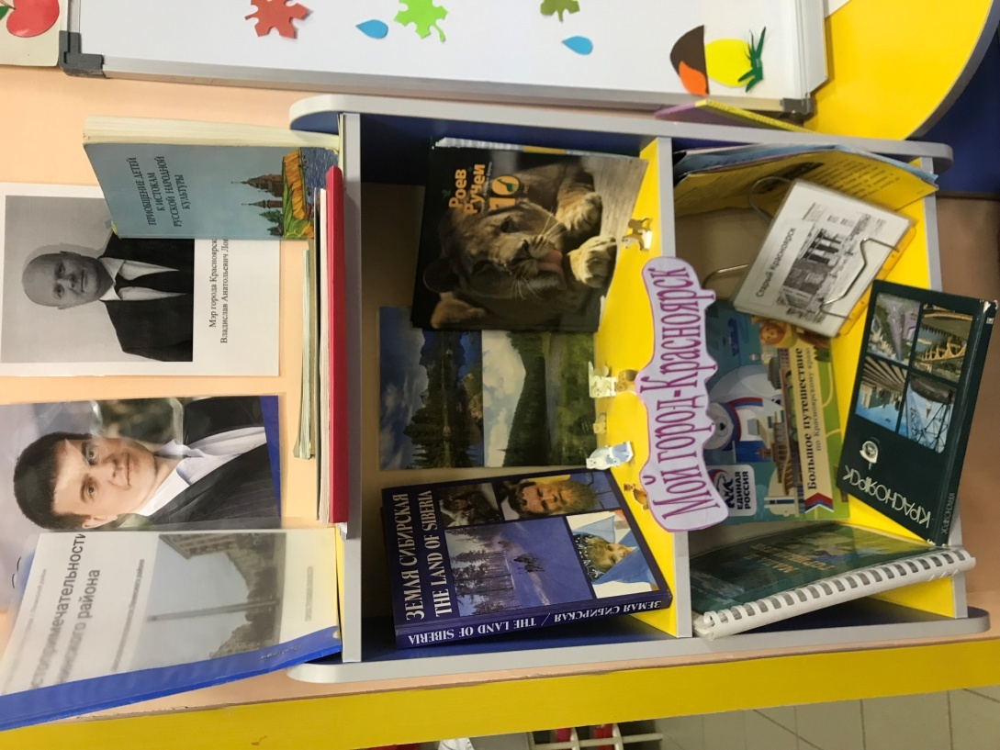 ПРИОБЩЕНИЕ ДЕТЕЙ
К ИСТОКАМ
РУССКОЙ НАРОДНОЙ
КУЛЬТУРЫ
Мэр города Красноярск
Владислав Анатольевич
района
Роев
Ручей
10
ЗЕМЛЯ СИБИРСКАЯ
THE LAND OF SIBERIA
ЗЕМЛЯ СИБИРСКАЯ / THE LAND OF SIBERIA
Мой город-Красноярск
Старый Красноярск
ЕДИНАЯ
РОССИЯ
Большое путешествие
по Красноярскому краю
КРАСНОЯРСК